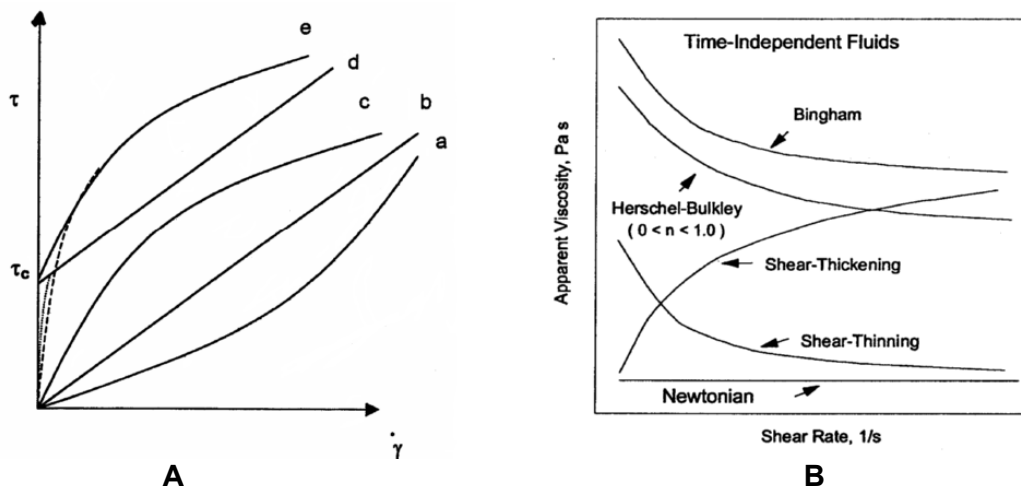 e
d
τ
c
b
a
τc
γ̇
A
Time-Independent Fluids
Bingham
Apparent Viscosity, Pa s
Herschel-Bulkley
( 0 < n < 1.0 )
Shear-Thickening
Shear-Thinning
Newtonian
Shear Rate, 1/s
B